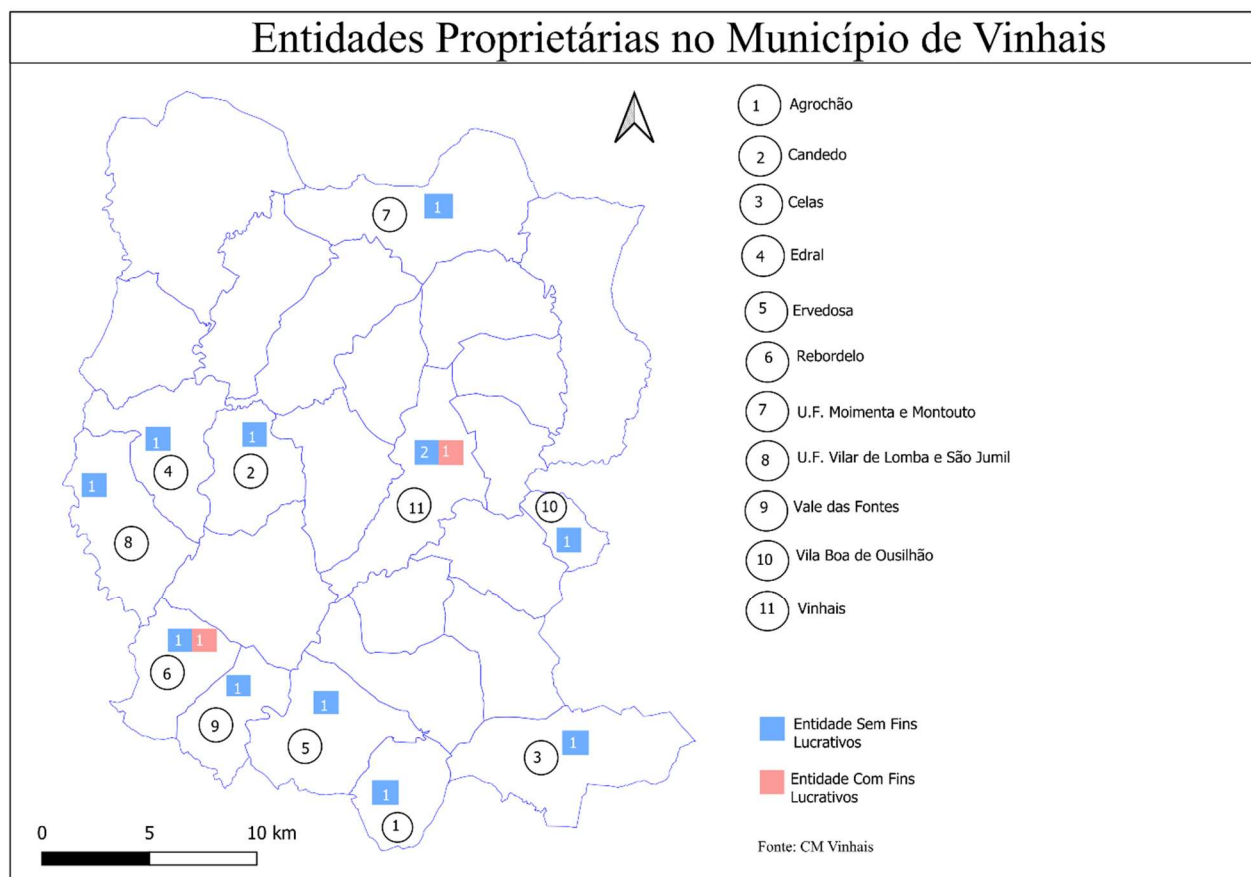 Entidades Proprietárias no Município de Vinhais
1 Agrochão
2 Candedo
3 Celas
4 Edral
5 Ervedosa
6 Rebordelo
7 U.F. Moimenta e Montouto
8 U.F. Vilar de Lomba e São Jumil
9 Vale das Fontes
10 Vila Boa de Ousilhão
11 Vinhais
7 1
1
4
1
2
2 1
11
1
8
10
1
1 1
6
1
9
1
5
1
3
1
1
Entidade Sem Fins
Lucrativos
Entidade Com Fins
Lucrativos
0 5 10 km
Fonte: CM Vinhais